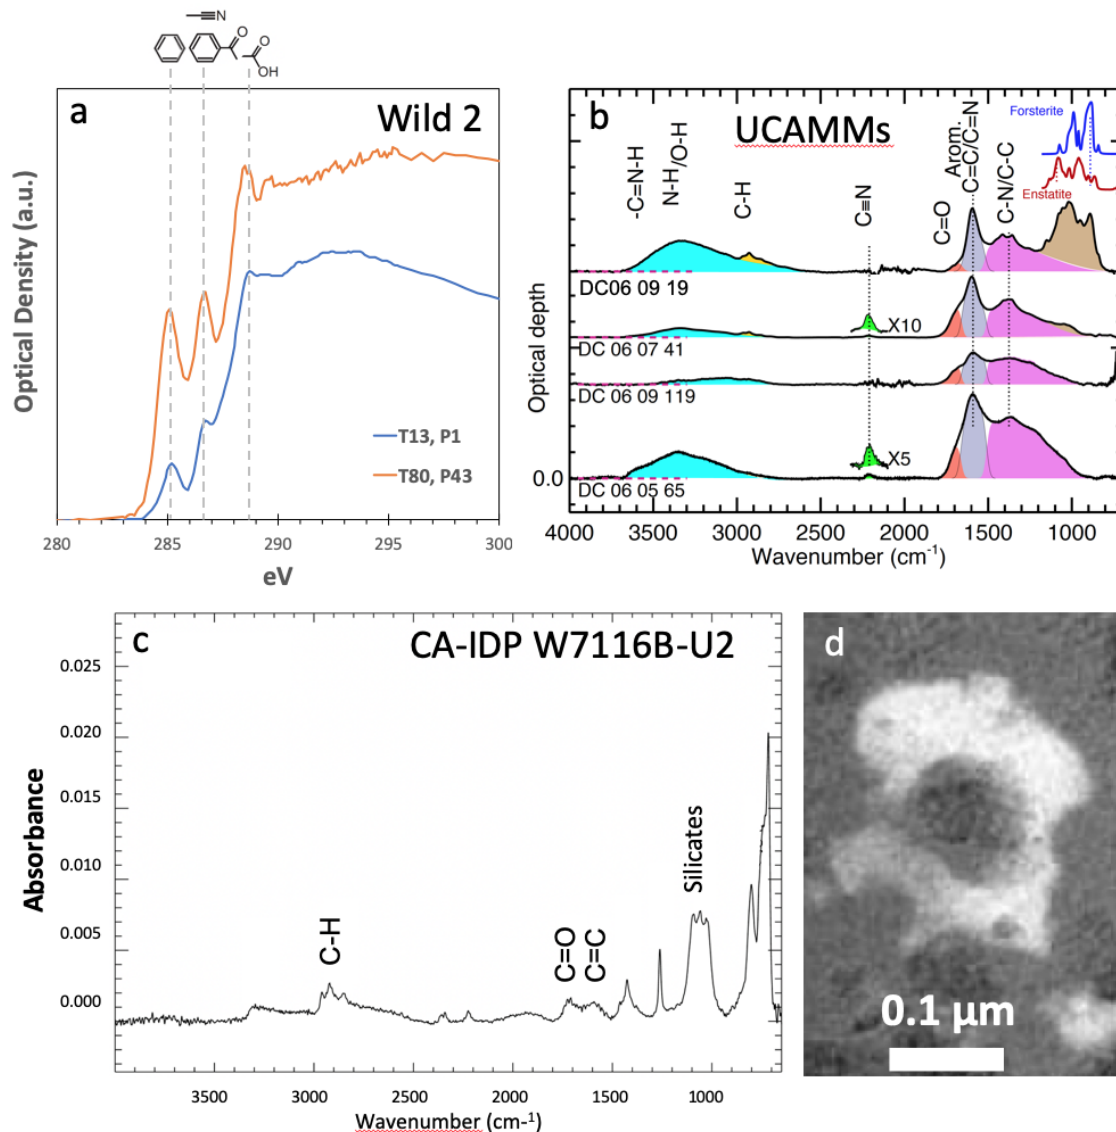 N
O
O
OH
a
Wild 2
Optical Density (a.u.)
T13, P1
T80, P43
280 285 290 295 300
eV
b
UCAMMs
-C=N-H
N-H/O-H
C-H
C≡N
C=O
Arom.
C=C/C=N
C-N/C-C
Forsterite
Enstatite
DC06 09 19
X10
DC 06 07 41
DC 06 09 119
X5
0.0
DC 06 05 65
Optical depth
4000 3500 3000 2500 2000 1500 1000
Wavenumber (cm-1)
c
CA-IDP W7116B-U2
0.025
0.020
0.015
0.010
0.005
0.000
Absorbance
C-H
C=O
C=C
Silicates
3500 3000 2500 2000 1500 1000
Wavenumber (cm-1)
d
0.1 µm